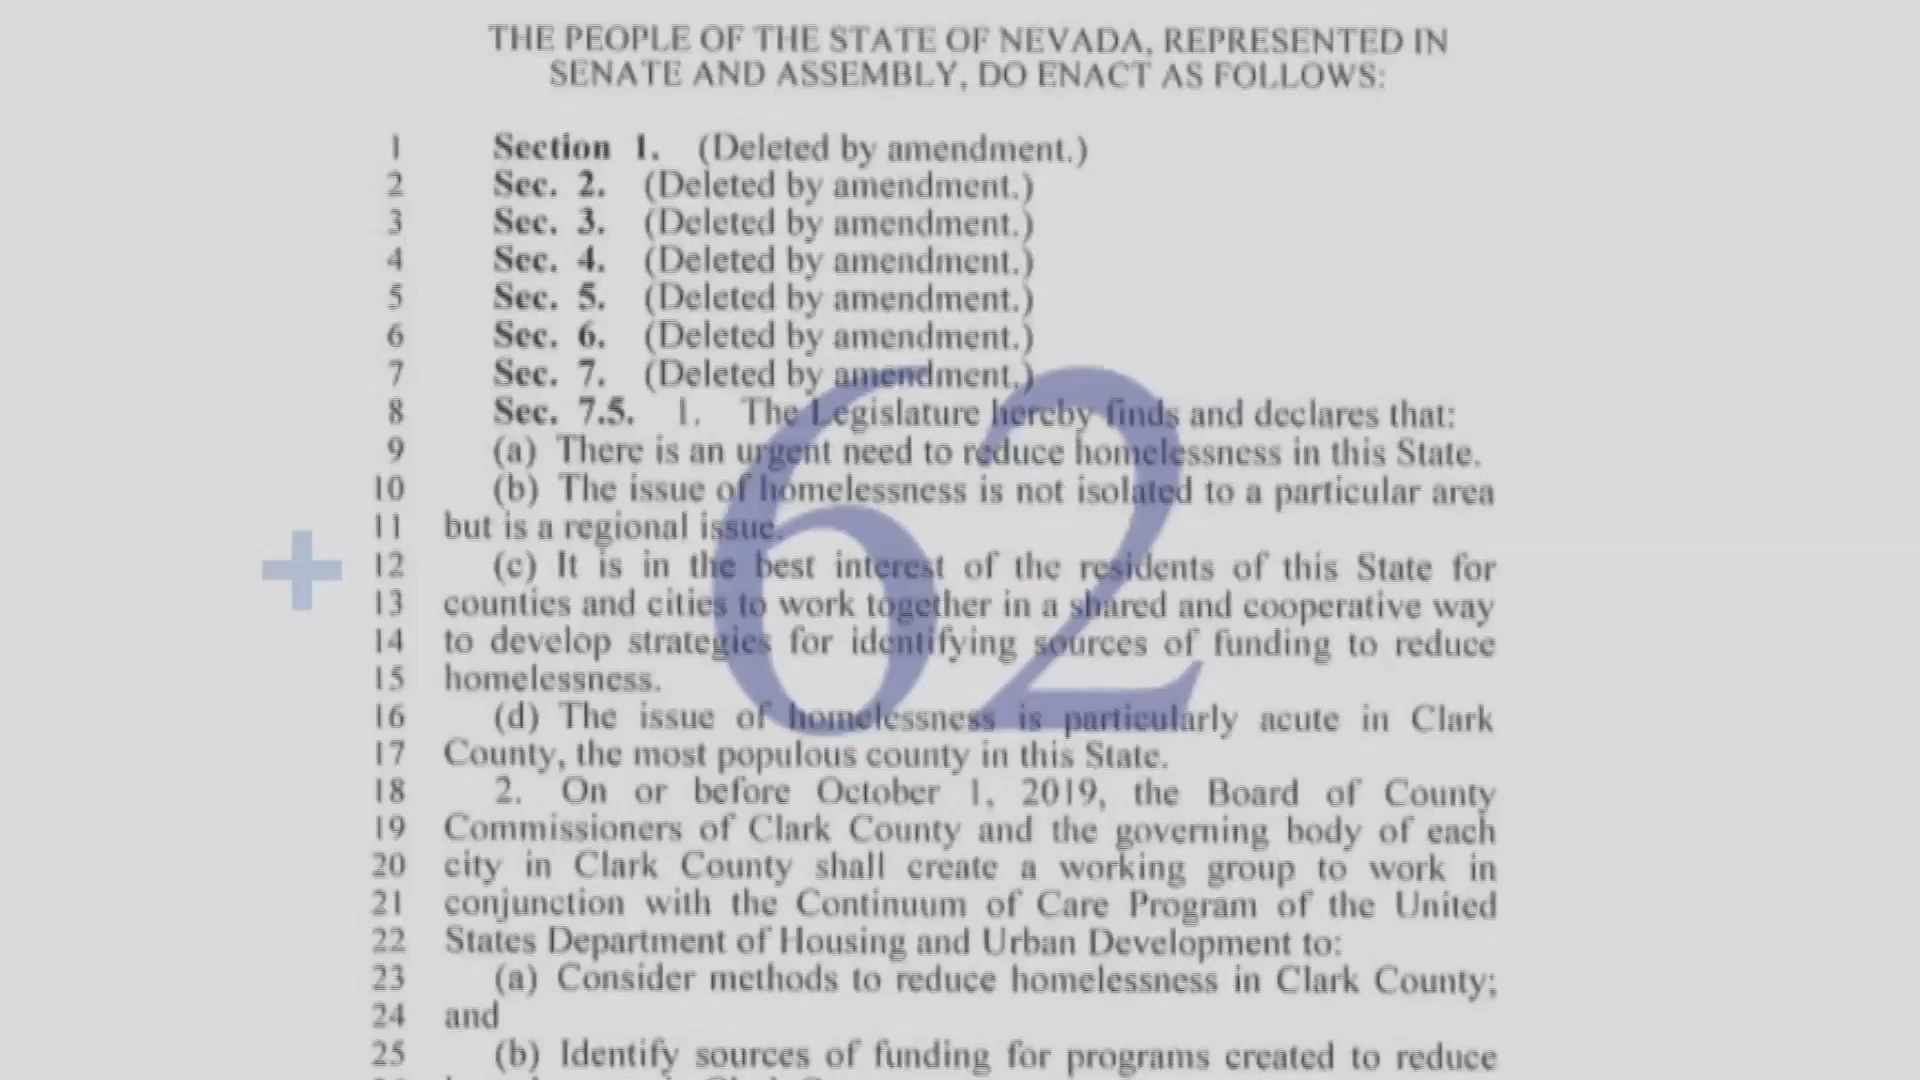 THE PEOPLE OF THE STATE OF NEVADA, REPRESENTED IN
SENATE AND ASSEMBLY, DO ENACT AS FOLLOWS:
1 Section 1. (Deleted by amendment.)
2 Sec. 2. (Deleted by amendment.)
3 Sec. 3. (Deleted by amendment.)
4 Sec. 4. (Deleted by amendment.)
5 Sec. 5. (Deleted by amendment.)
6 Sec. 6. (Deleted by amendment.)
7 Sec. 7. (Deleted by amendment.)
8 Sec. 7.5. 1. The Legislature hereby finds and declares that:
9 (a) There is an urgent need to reduce homelessness in this State.
10 (b) The issue of homelessness is not isolated to a particular area
11 but is a regional issue.
12 (c) It is in the best interest of the residents of this State for
13 counties and cities to work together in a shared and cooperative way
14 to develop strategies for identifying sources of funding to reduce
15 homelessness.
16 (d) The issue of homelessness is particularly acute in Clark
17 County, the most populous county in this State.
18 2. On or before October 1, 2019, the Board of County
19 Commissioners of Clark County and the governing body of each
20 city in Clark County shall create a working group to work in
21 conjunction with the Continuum of Care Program of the United
22 States Department of Housing and Urban Development to:
23 (a) Consider methods to reduce homelessness in Clark County;
24 and
25 (b) Identify sources of funding for programs created to reduce
62